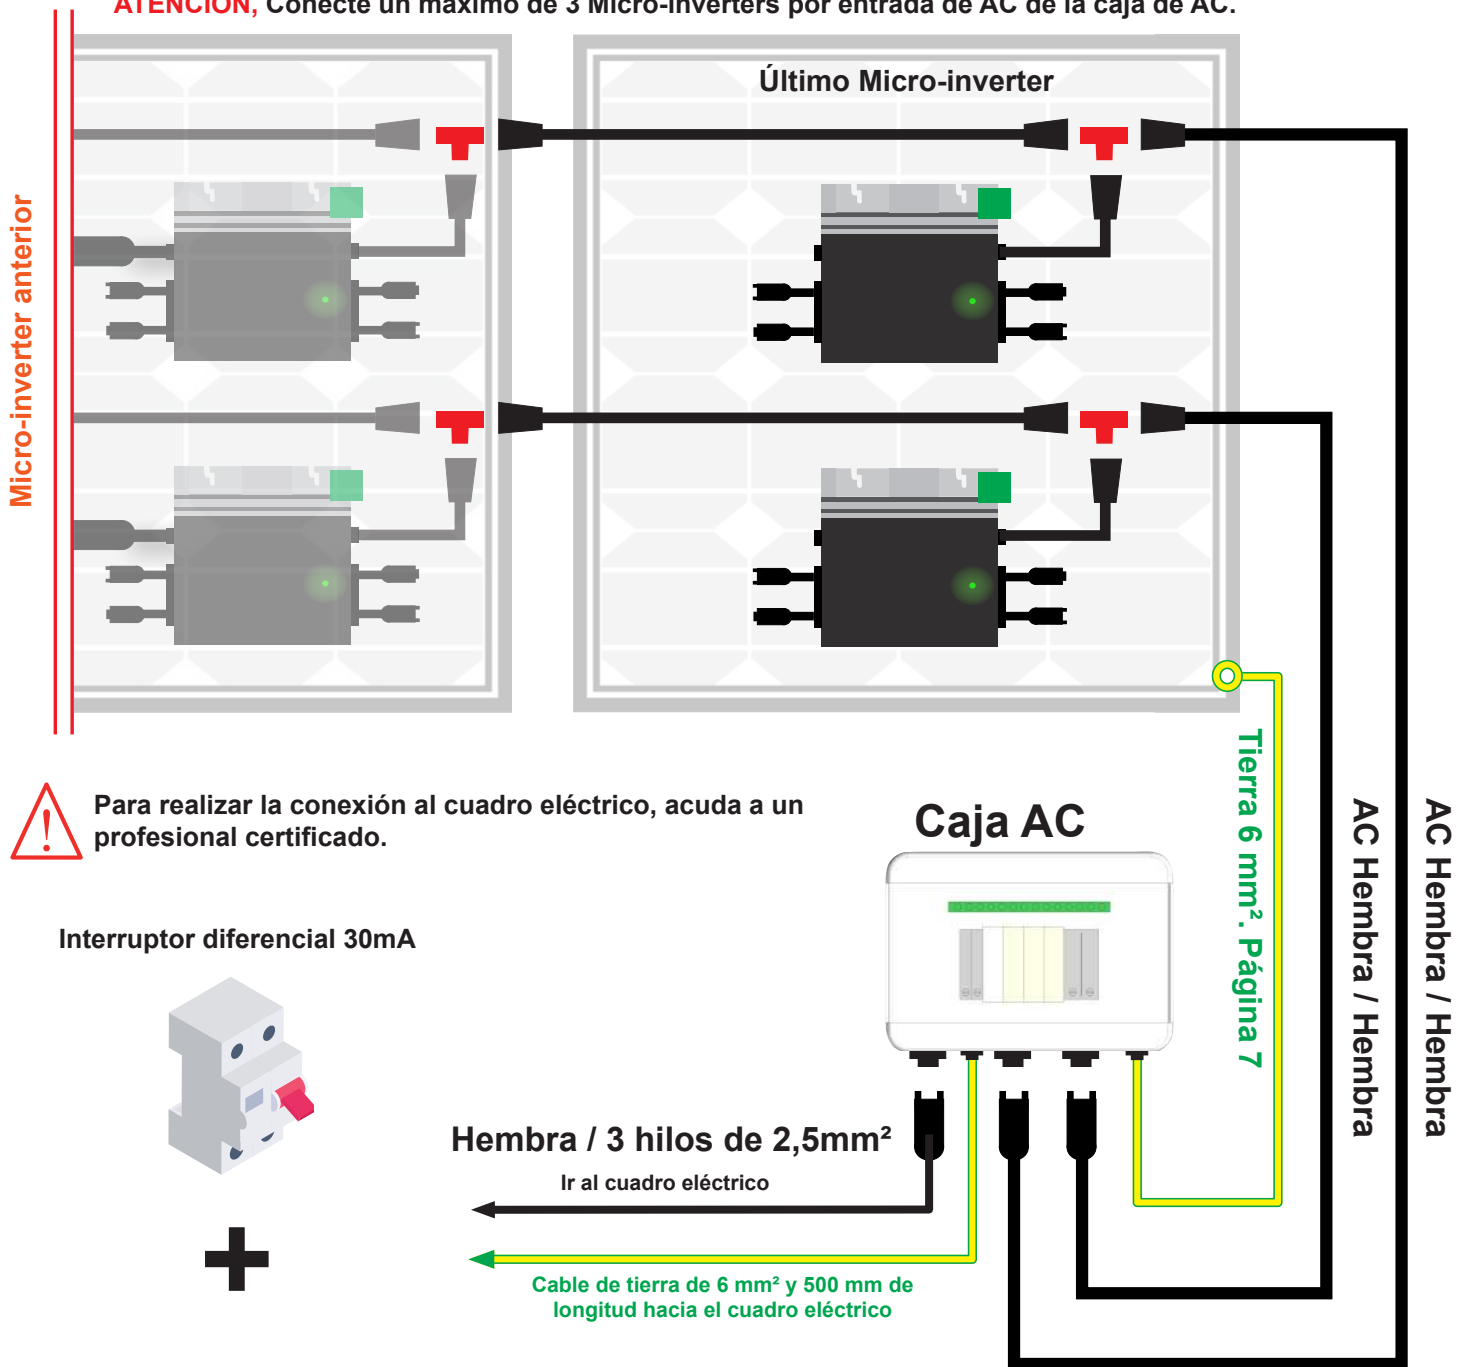 ATENCIÓN, Conecte un máximo de 3 Micro-inverters por entrada de AC de la caja de AC.
Último Micro-inverter
Micro-inverter anterior
Tierra 6 mm². Página 7
AC Hembra / Hembra
AC Hembra / Hembra
Para realizar la conexión al cuadro eléctrico, acuda a un
profesional certificado.
Caja AC
Interruptor diferencial 30mA
Hembra / 3 hilos de 2,5mm²
Ir al cuadro eléctrico
Cable de tierra de 6 mm² y 500 mm de
longitud hacia el cuadro eléctrico